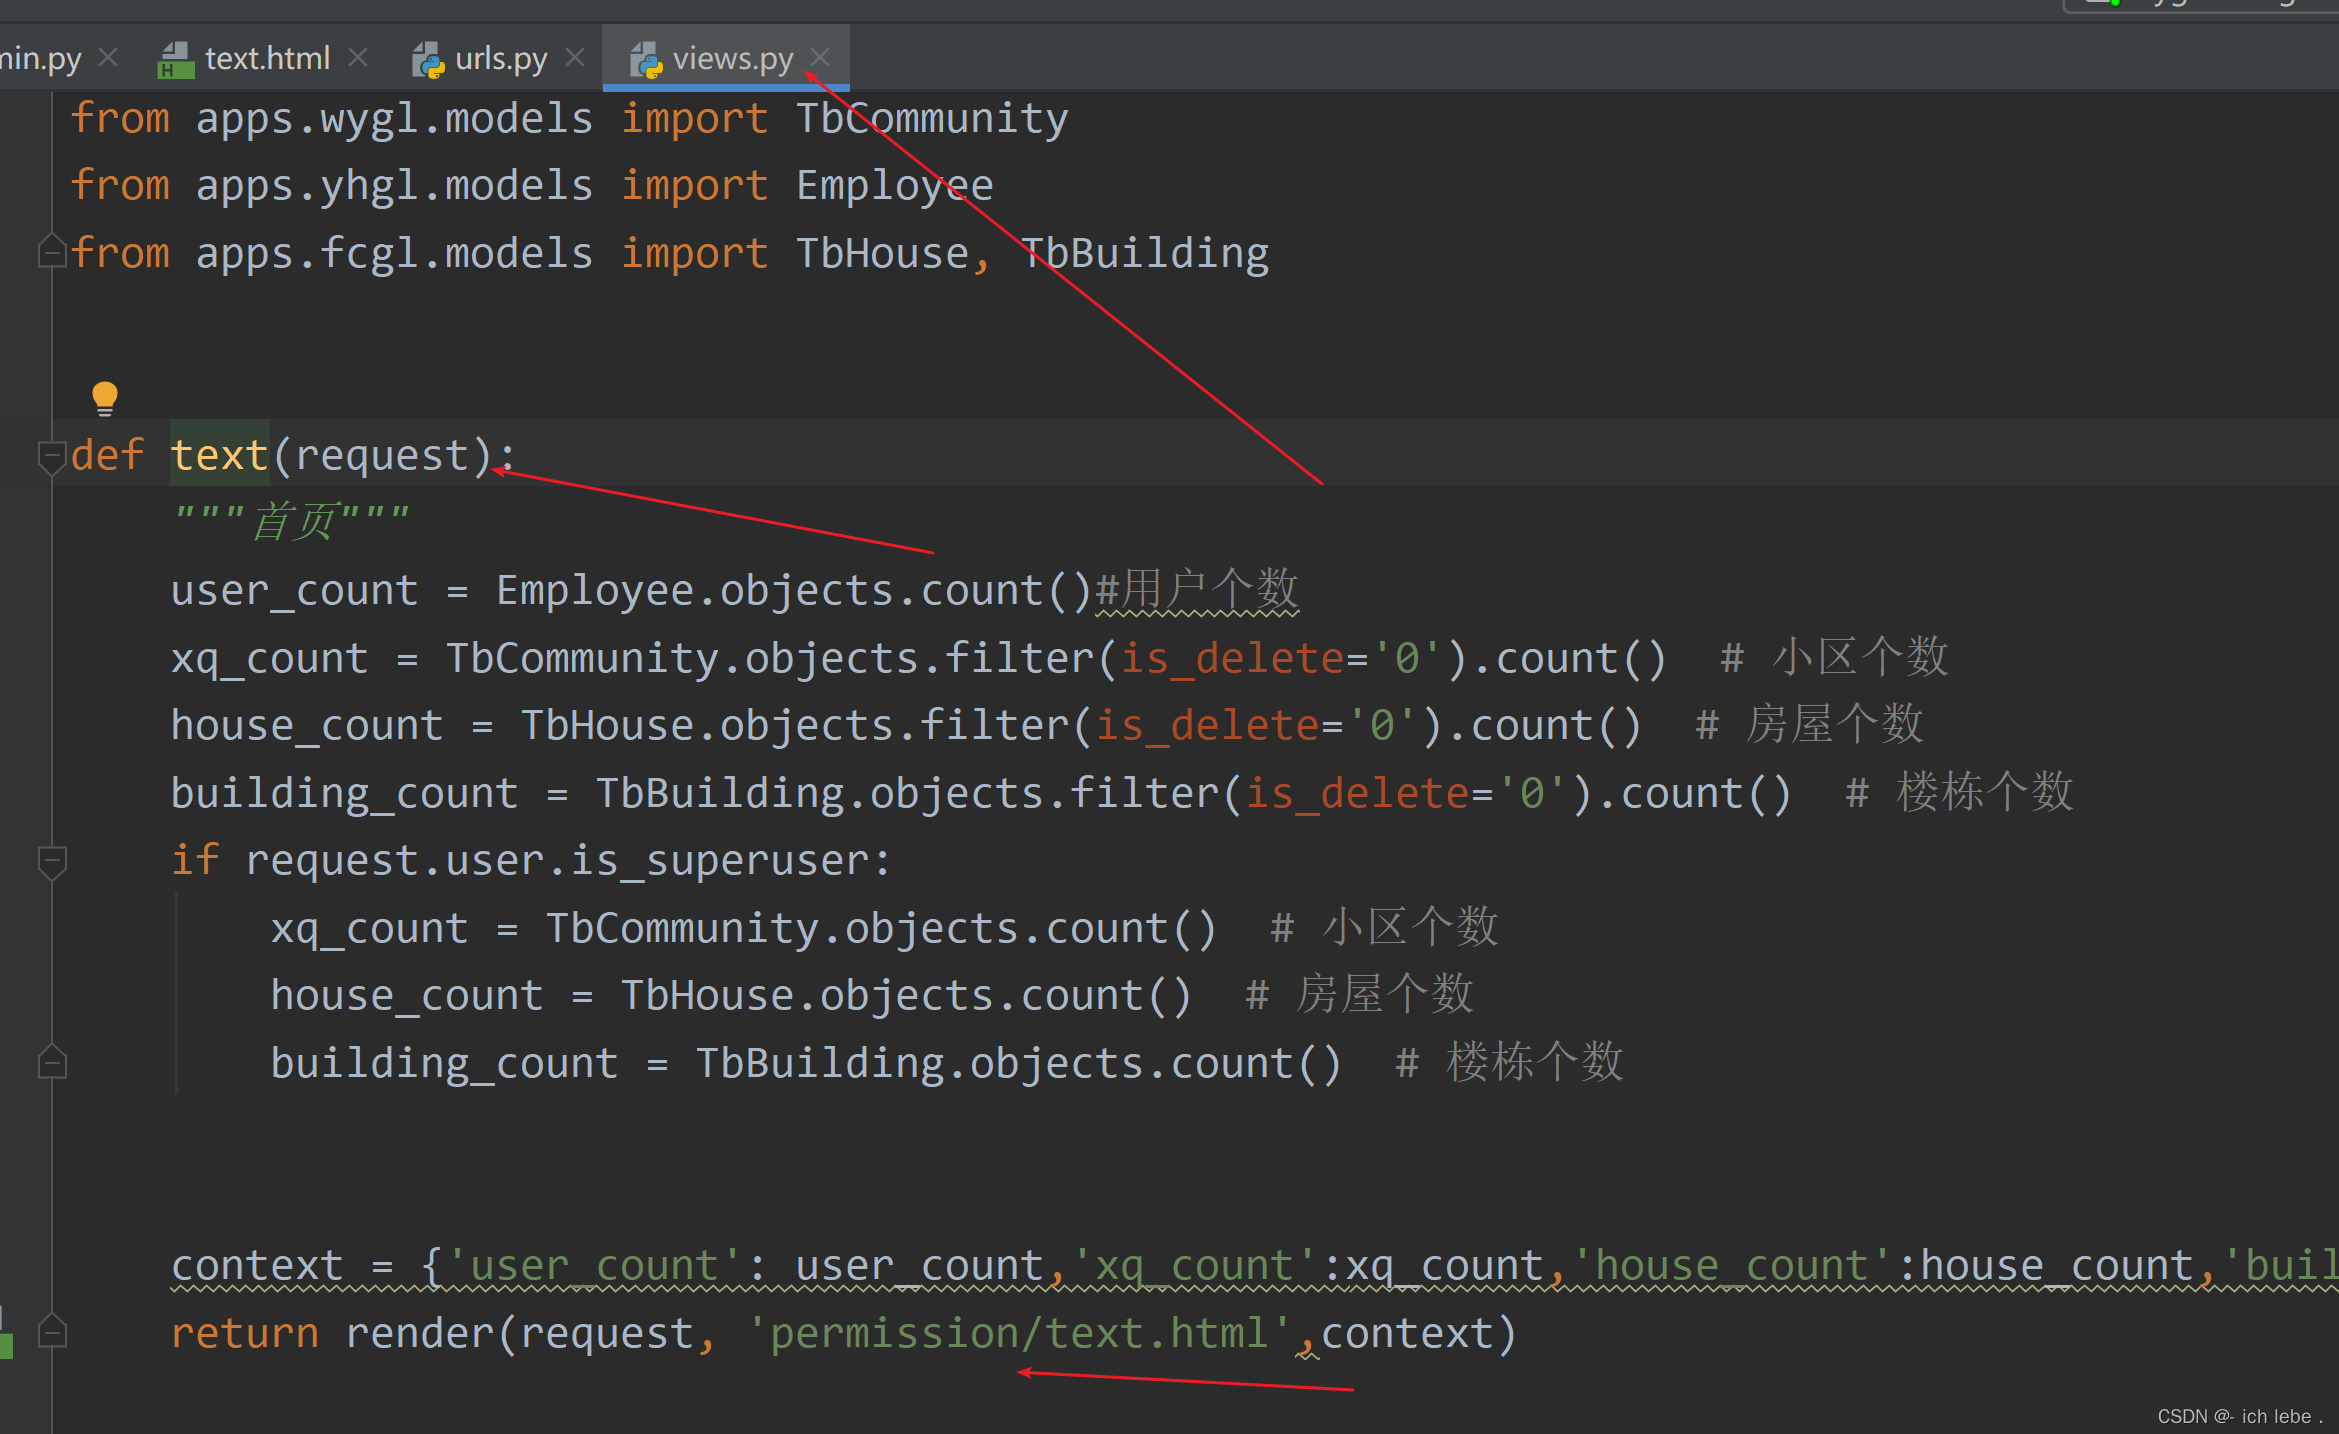 text.html
urls.py
views.py
from apps.wygl.models import TbCommunity
from apps.yhgl.models import Employee
from apps.fcgl.models import TbHouse, TbBuilding
def text(request):
"""首页"""
user_count = Employee.objects.count()#用户个数
xq_count = TbCommunity.objects.filter(is_delete='0').count()  # 小区个数
house_count = TbHouse.objects.filter(is_delete='0').count()  # 房屋个数
building_count = TbBuilding.objects.filter(is_delete='0').count()  # 楼栋个数
if request.user.is_superuser:
xq_count = TbCommunity.objects.count()  # 小区个数
house_count = TbHouse.objects.count()  # 房屋个数
building_count = TbBuilding.objects.count()  # 楼栋个数
context = {'user_count': user_count,'xq_count':xq_count,'house_count':house_count,'buil
return render(request, 'permission/text.html',context)
CSDN @- ich lebe .